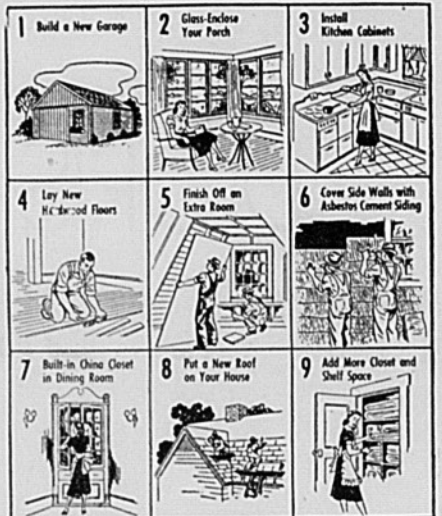 1 Build a New Garage
2 Glass-Enclose
Your Porch
3 Install
Kitchen Cabinets
4 Lay New
Hardwood Floors
5 Finish Off an
Extra Room
6 Cover Side Walls with
Asbestos Cement Siding
7 Built-in China Closet
in Dining Room
8 Put a New Roof
on Your House
9 Add More Closet and
Shelf Space